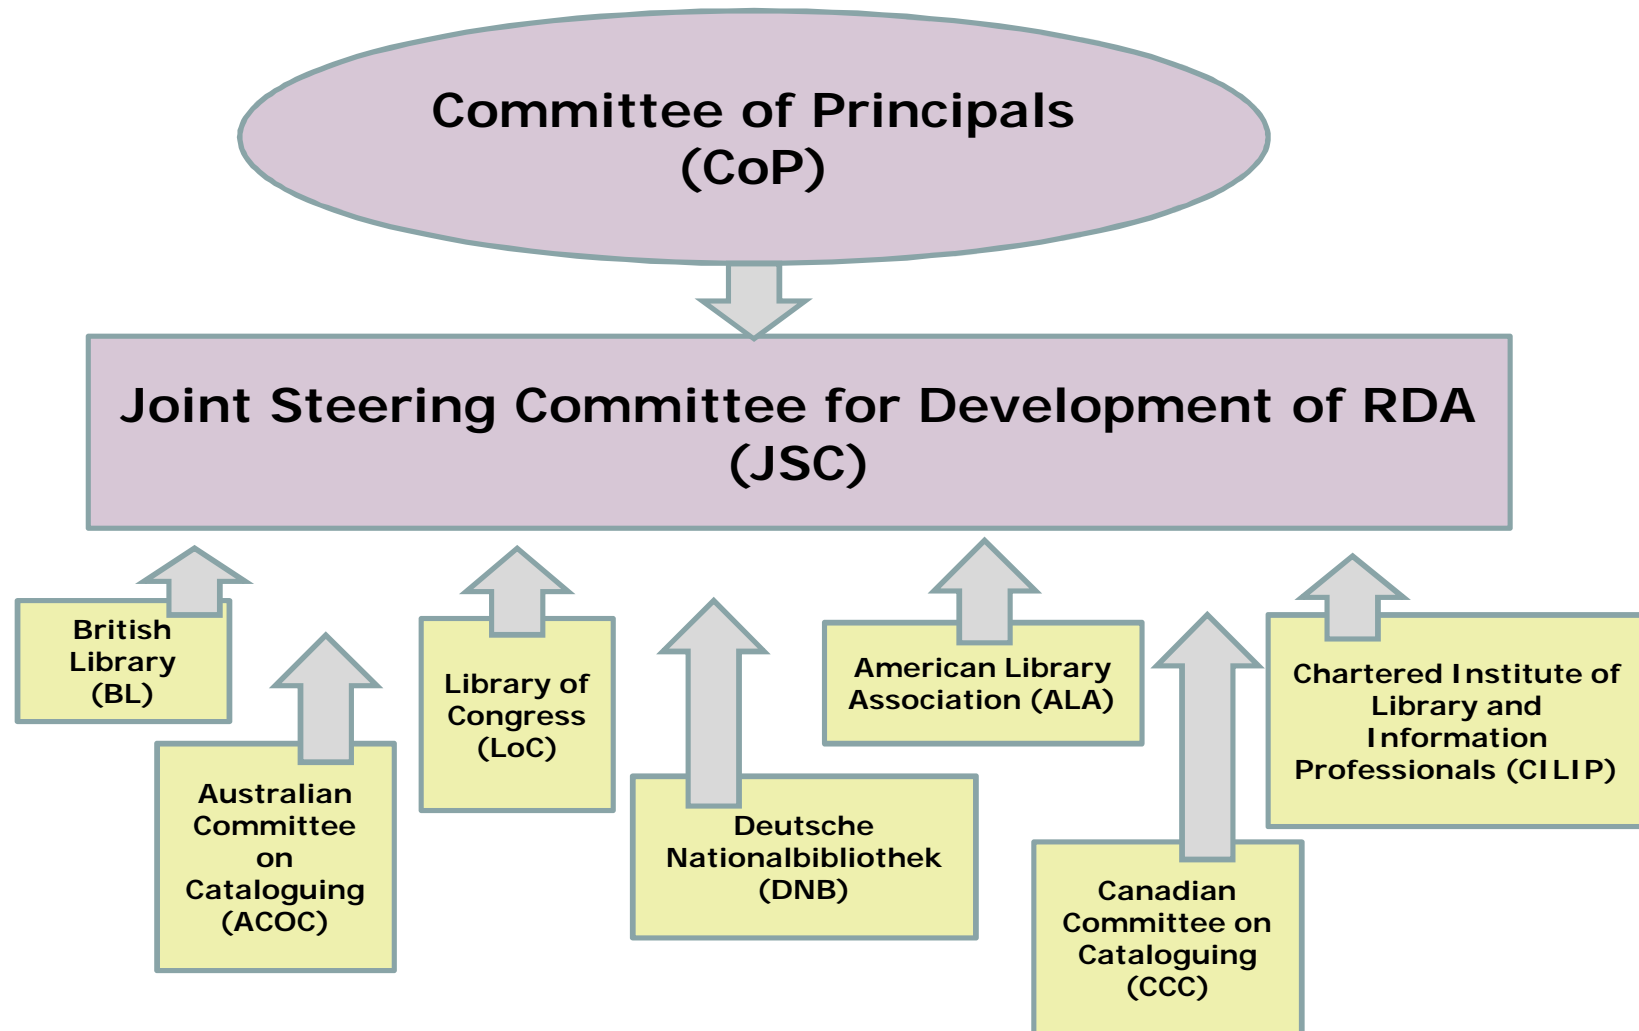 Committee of Principals
(CoP)
Joint Steering Committee for Development of RDA
(JSC)
British
Library
(BL)
Australian
Committee
on
Cataloguing
(ACOC)
Library of
Congress
(LoC)
Deutsche
Nationalbibliothek
(DNB)
American Library
Association (ALA)
Canadian
Committee on
Cataloguing
(CCC)
Chartered Institute of
Library and
Information
Professionals (CILIP)